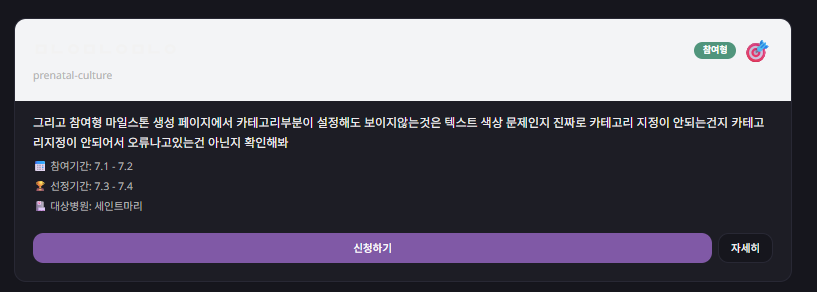 참여형
prenatal-culture
그리고 참여형 마일스톤 생성 페이지에서 카테고리부분이 설정해도 보이지않는것은 텍스트 색상 문제인지 진짜로 카테고리 지정이 안되는건지 카테고
리지정이 안되어서 오류나고있는건 아닌지 확인해봐
참여기간: 7.1 - 7.2
선정기간: 7.3 - 7.4
대상병원: 세인트마리
신청하기
자세히